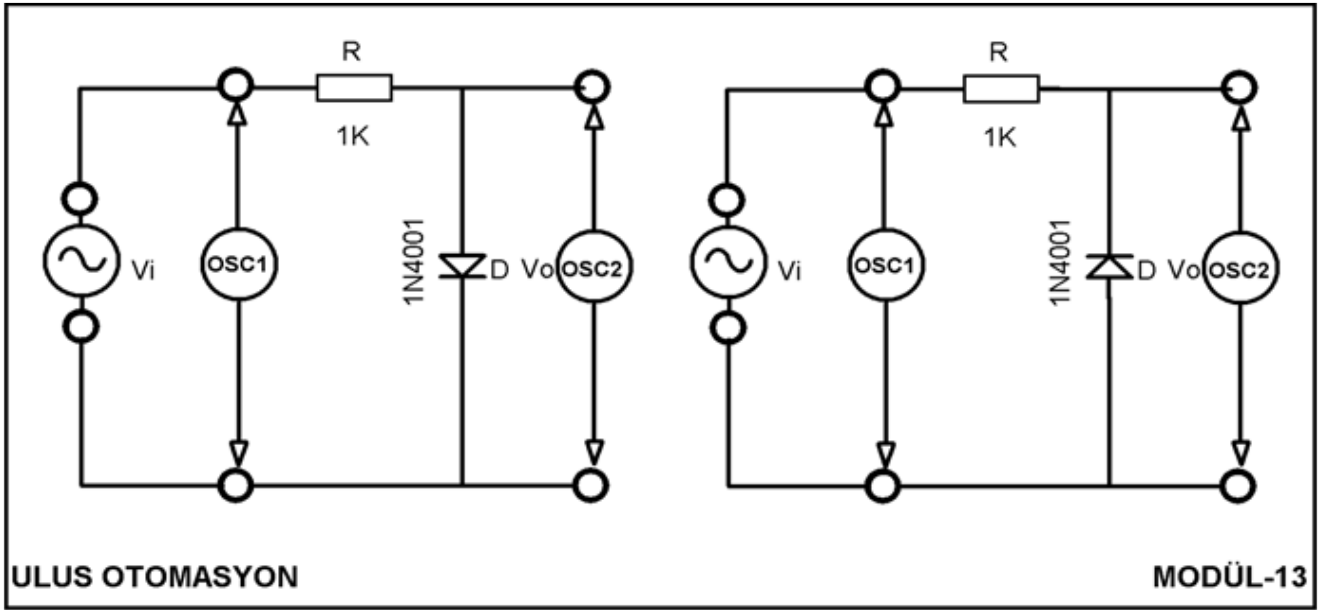 R
1K
Vi
OSC1
1N4001
D
Vo
OSC2
R
1K
Vi
OSC1
1N4001
D
Vo
OSC2
ULUS OTOMASYON
MODÜL-13